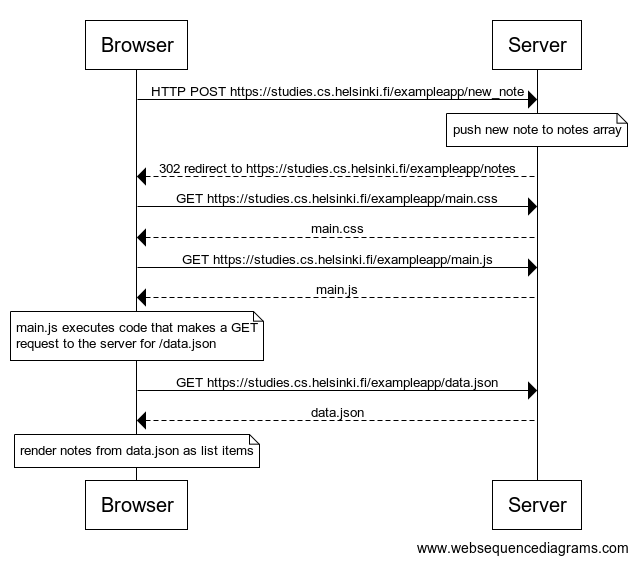 Browser
Server
HTTP POST https://studies.cs.helsinki.fi/exampleapp/new_note
push new note to notes array
302 redirect to https://studies.cs.helsinki.fi/exampleapp/notes
GET https://studies.cs.helsinki.fi/exampleapp/main.css
main.css
GET https://studies.cs.helsinki.fi/exampleapp/main.js
main.js
main.js executes code that makes a GET
request to the server for /data.json
GET https://studies.cs.helsinki.fi/exampleapp/data.json
data.json
render notes from data.json as list items
Browser
Server
www.websequencediagrams.com